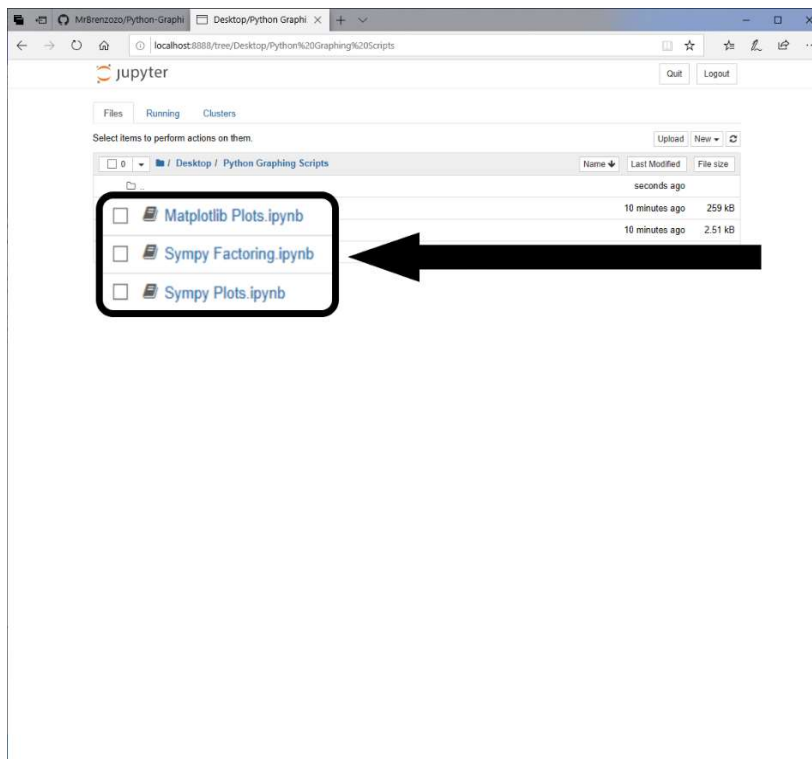 MrBrenzozo/Python-Graphi
Desktop/Python Graphi
localhost:8888/tree/Desktop/Python%20Graphing%20Scripts
jupyter
Quit
Logout
Files
Running
Clusters
Select items to perform actions on them.
Upload
New
0
/ Desktop / Python Graphing Scripts
Name
Last Modified
File size
..
seconds ago
Matplotlib Plots.ipynb
10 minutes ago
259 kB
Sympy Factoring.ipynb
10 minutes ago
2.51 kB
Sympy Plots.ipynb